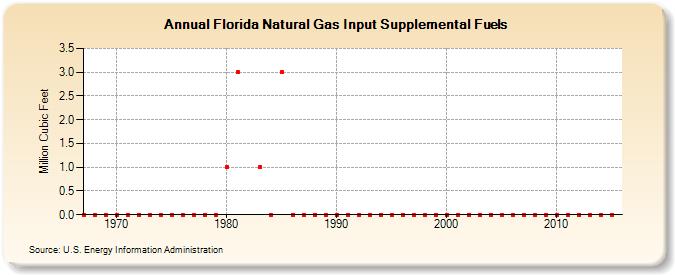 Annual Florida Natural Gas Input Supplemental Fuels
Million Cubic Feet
3.5
3.0
2.5
2.0
1.5
1.0
0.5
0.0
1970 1980 1990 2000 2010
Source: U.S. Energy Information Administration